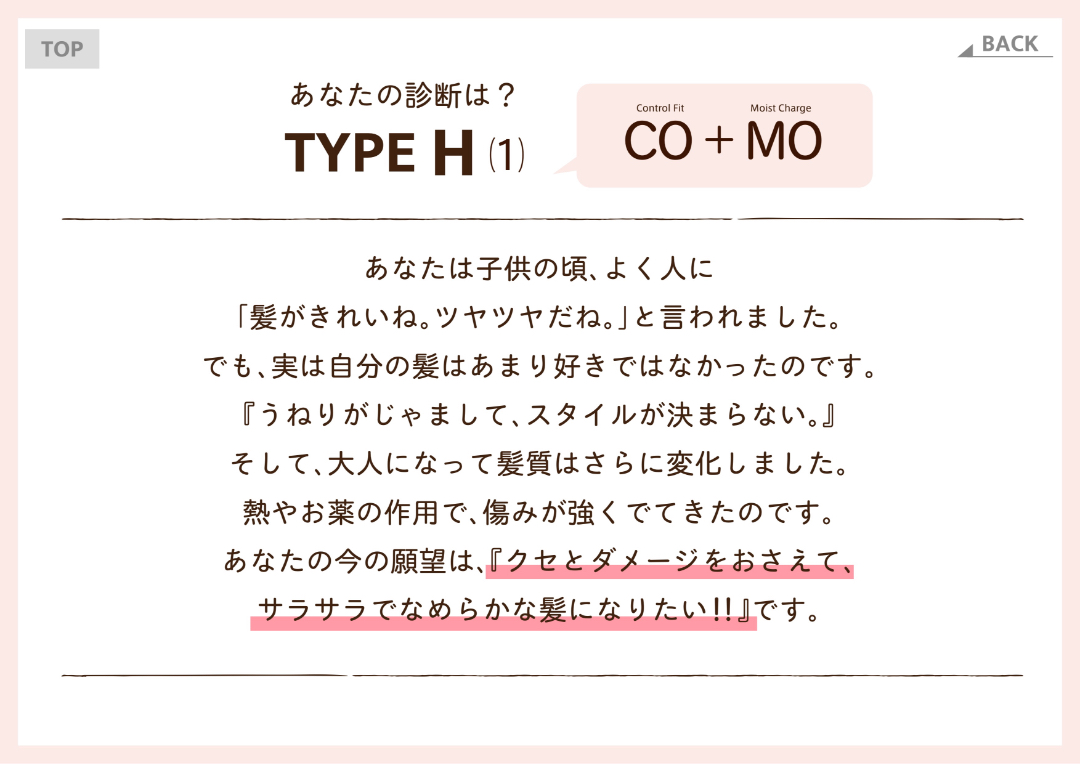 TOP
BACK
あなたの診断は？
TYPE H (1)
Control Fit
Moist Charge
CO + MO
あなたは子供の頃、よく人に
「髪がきれいね。ツヤツヤだね。」と言われました。
でも、実は自分の髪はあまり好きではなかったのです。
『うねりがじゃまして、スタイルが決まらない。』
そして、大人になって髪質はさらに変化しました。
熱やお薬の作用で、傷みが強くでてきたのです。
あなたの今の願望は、『クセとダメージをおさえて、
サラサラでなめらかな髪になりたい!!』です。